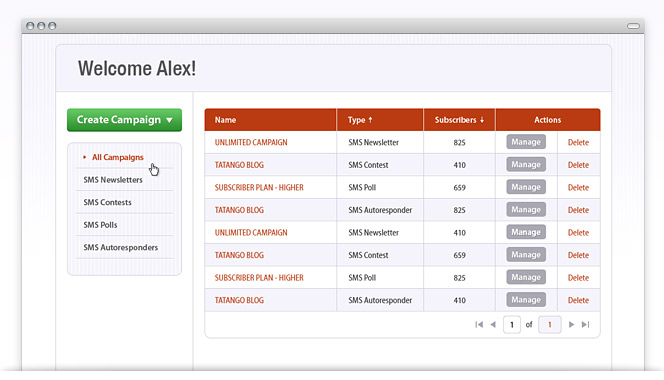 Welcome Alex!
Create Campaign
All Campaigns
SMS Newsletters
SMS Contests
SMS Polls
SMS Autoresponders
Name Type Subscribers Actions
UNLIMITED CAMPAIGN SMS Newsletter 825 Manage Delete
TATANGO BLOG SMS Contest 410 Manage Delete
SUBSCRIBER PLAN - HIGHER SMS Poll 659 Manage Delete
TATANGO BLOG SMS Autoresponder 825 Manage Delete
UNLIMITED CAMPAIGN SMS Newsletter 410 Manage Delete
TATANGO BLOG SMS Contest 659 Manage Delete
SUBSCRIBER PLAN - HIGHER SMS Poll 825 Manage Delete
TATANGO BLOG SMS Autoresponder 410 Manage Delete
1 of 1